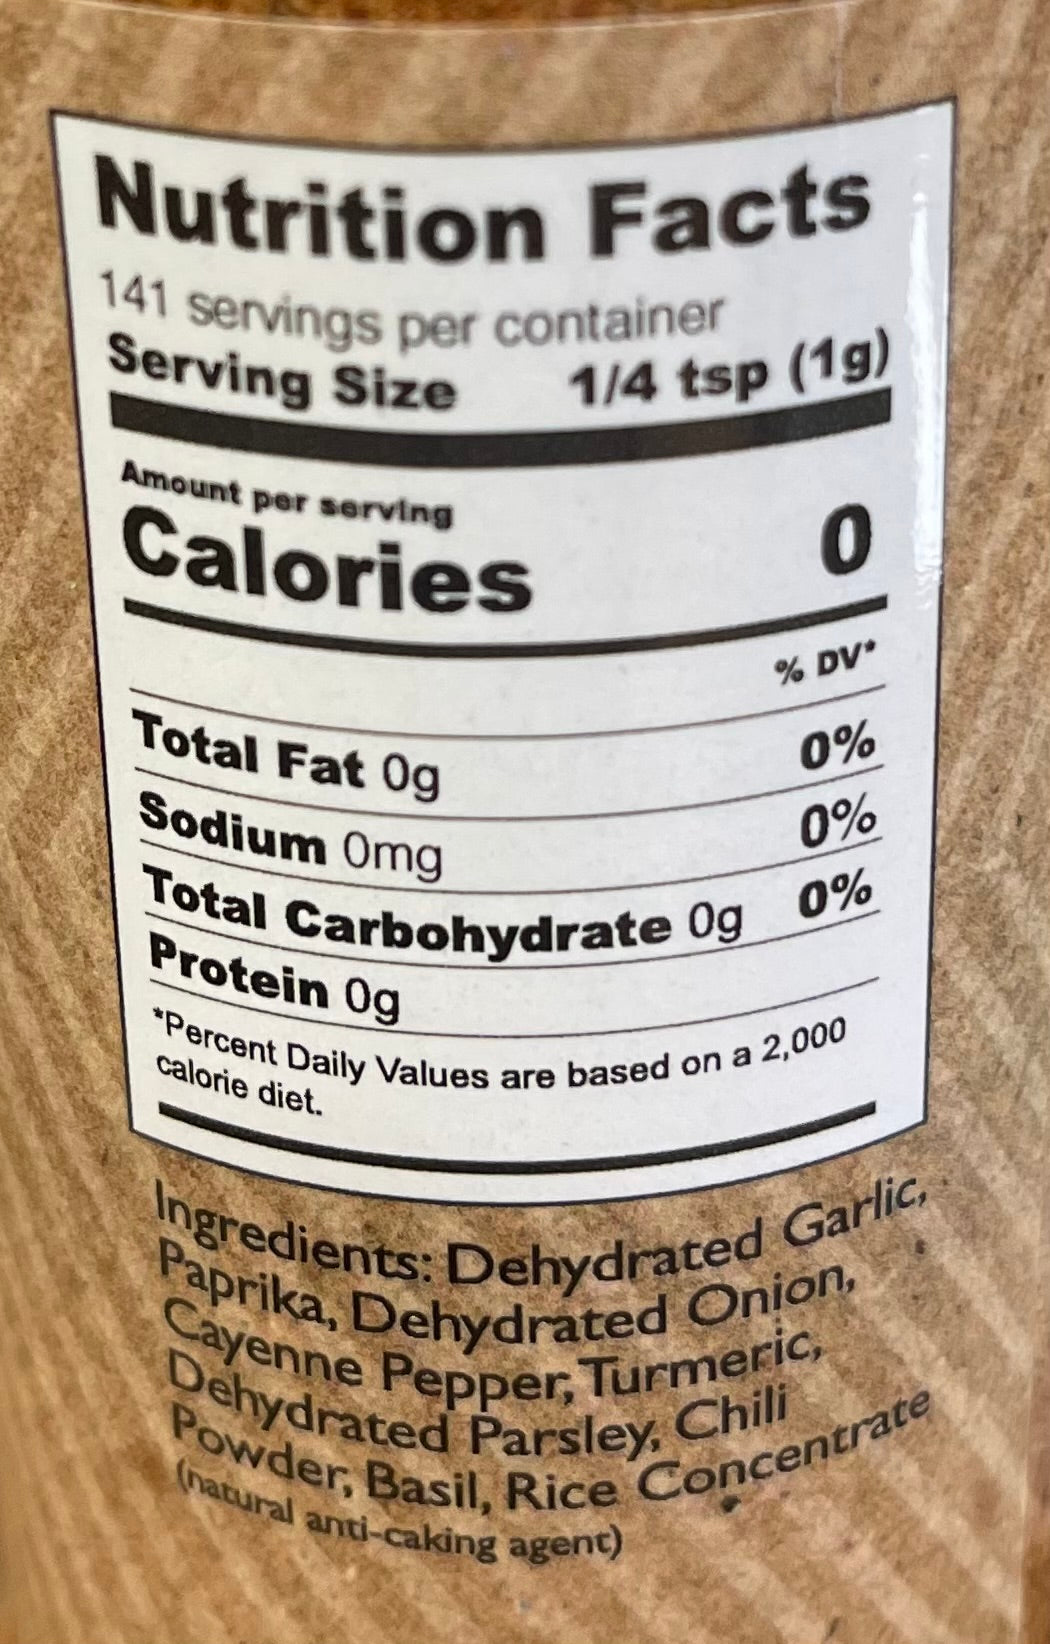 Nutrition Facts
141 servings per container
Serving Size 1/4 tsp (1g)
Amount per serving
Calories 0
% DV*
Total Fat 0g 0%
Sodium 0mg 0%
Total Carbohydrate 0g 0%
Protein 0g
*Percent Daily Values are based on a 2,000
calorie diet.
Ingredients: Dehydrated Garlic,
Paprika, Dehydrated Onion,
Cayenne Pepper, Turmeric,
Dehydrated Parsley, Chili
Powder, Basil, Rice Concentrate
(natural anti-caking agent)